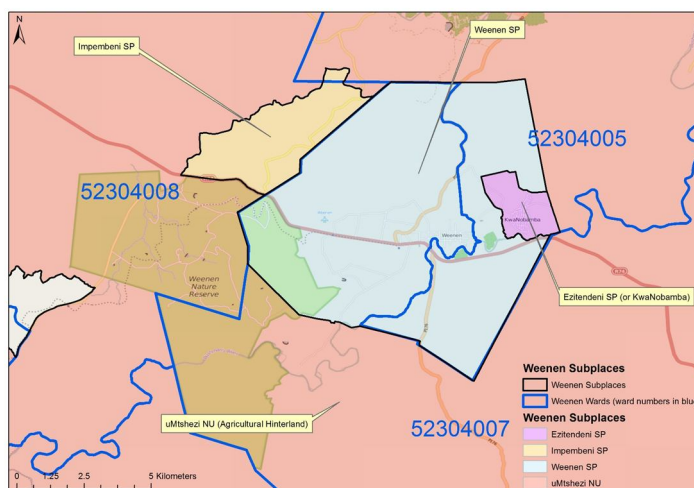 N
Impembeni SP
Weenen SP
52304005
52304008
KwaNobamba
Weenen
Weenen
Nature
Reserve
Ezitendeni SP (or KwaNobamba)
uMtshezi NU (Agricultural Hinterland)
52304007
Weenen Subplaces
Weenen Subplaces
Weenen Wards (ward numbers in blue
Weenen Subplaces
Ezitendeni SP
Impembeni SP
Weenen SP
uMtshezi NU
0 1.25 2.5 5 Kilometers